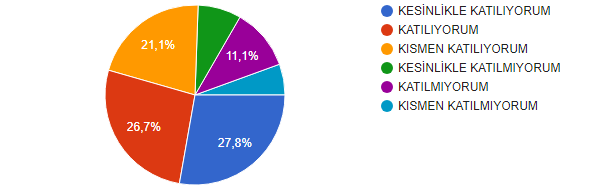 21,1%
11,1%
26,7%
27,8%
KESİNLİKLE KATILIYORUM
KATILIYORUM
KISMEN KATILIYORUM
KESİNLİKLE KATILMIYORUM
KATILMIYORUM
KISMEN KATILMIYORUM